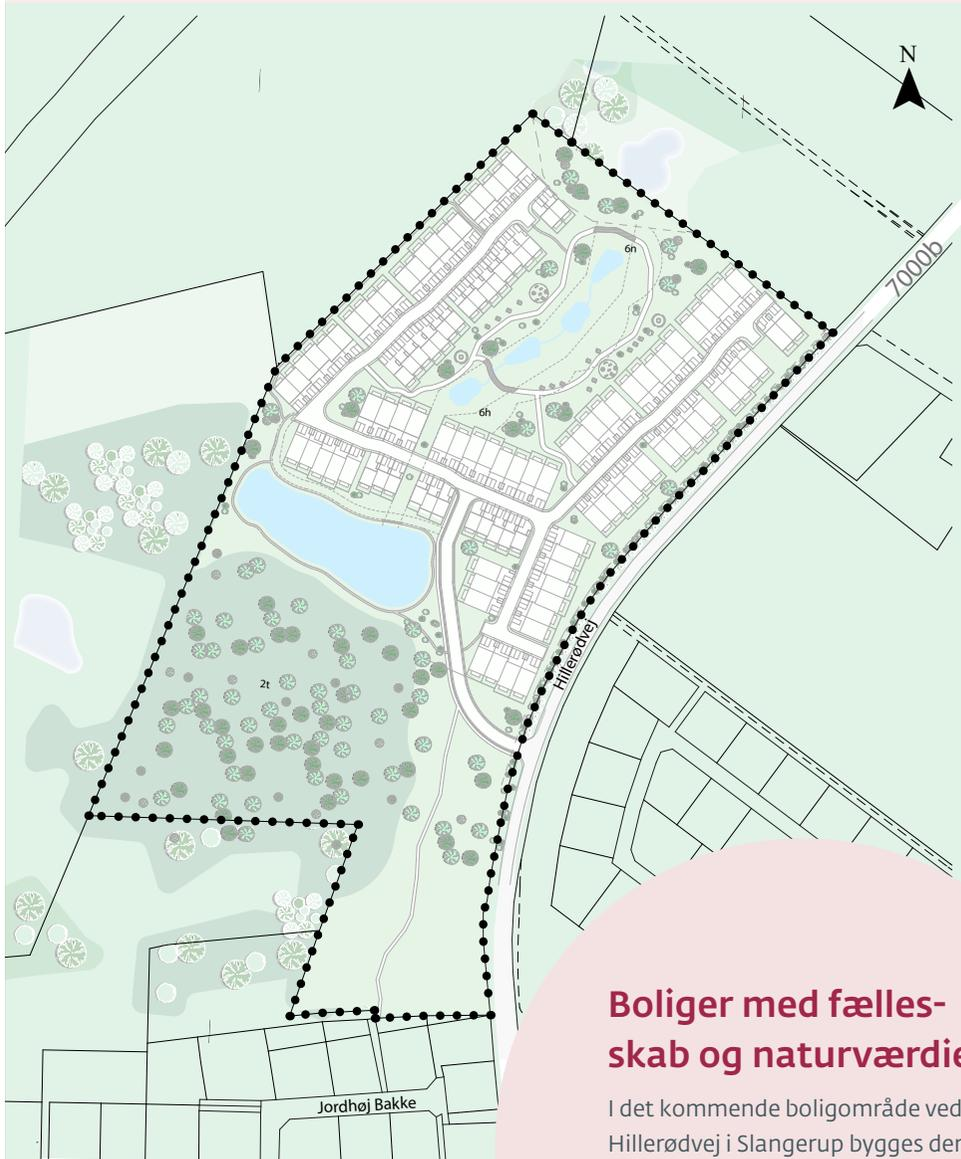 N
7000b
6n
6h
Hillerødvej
2t
Jordhøj Bakke
Boliger med fælles-
skab og naturværdie
I det kommende boligområde ved
Hillerødvej i Slangerup bygges der